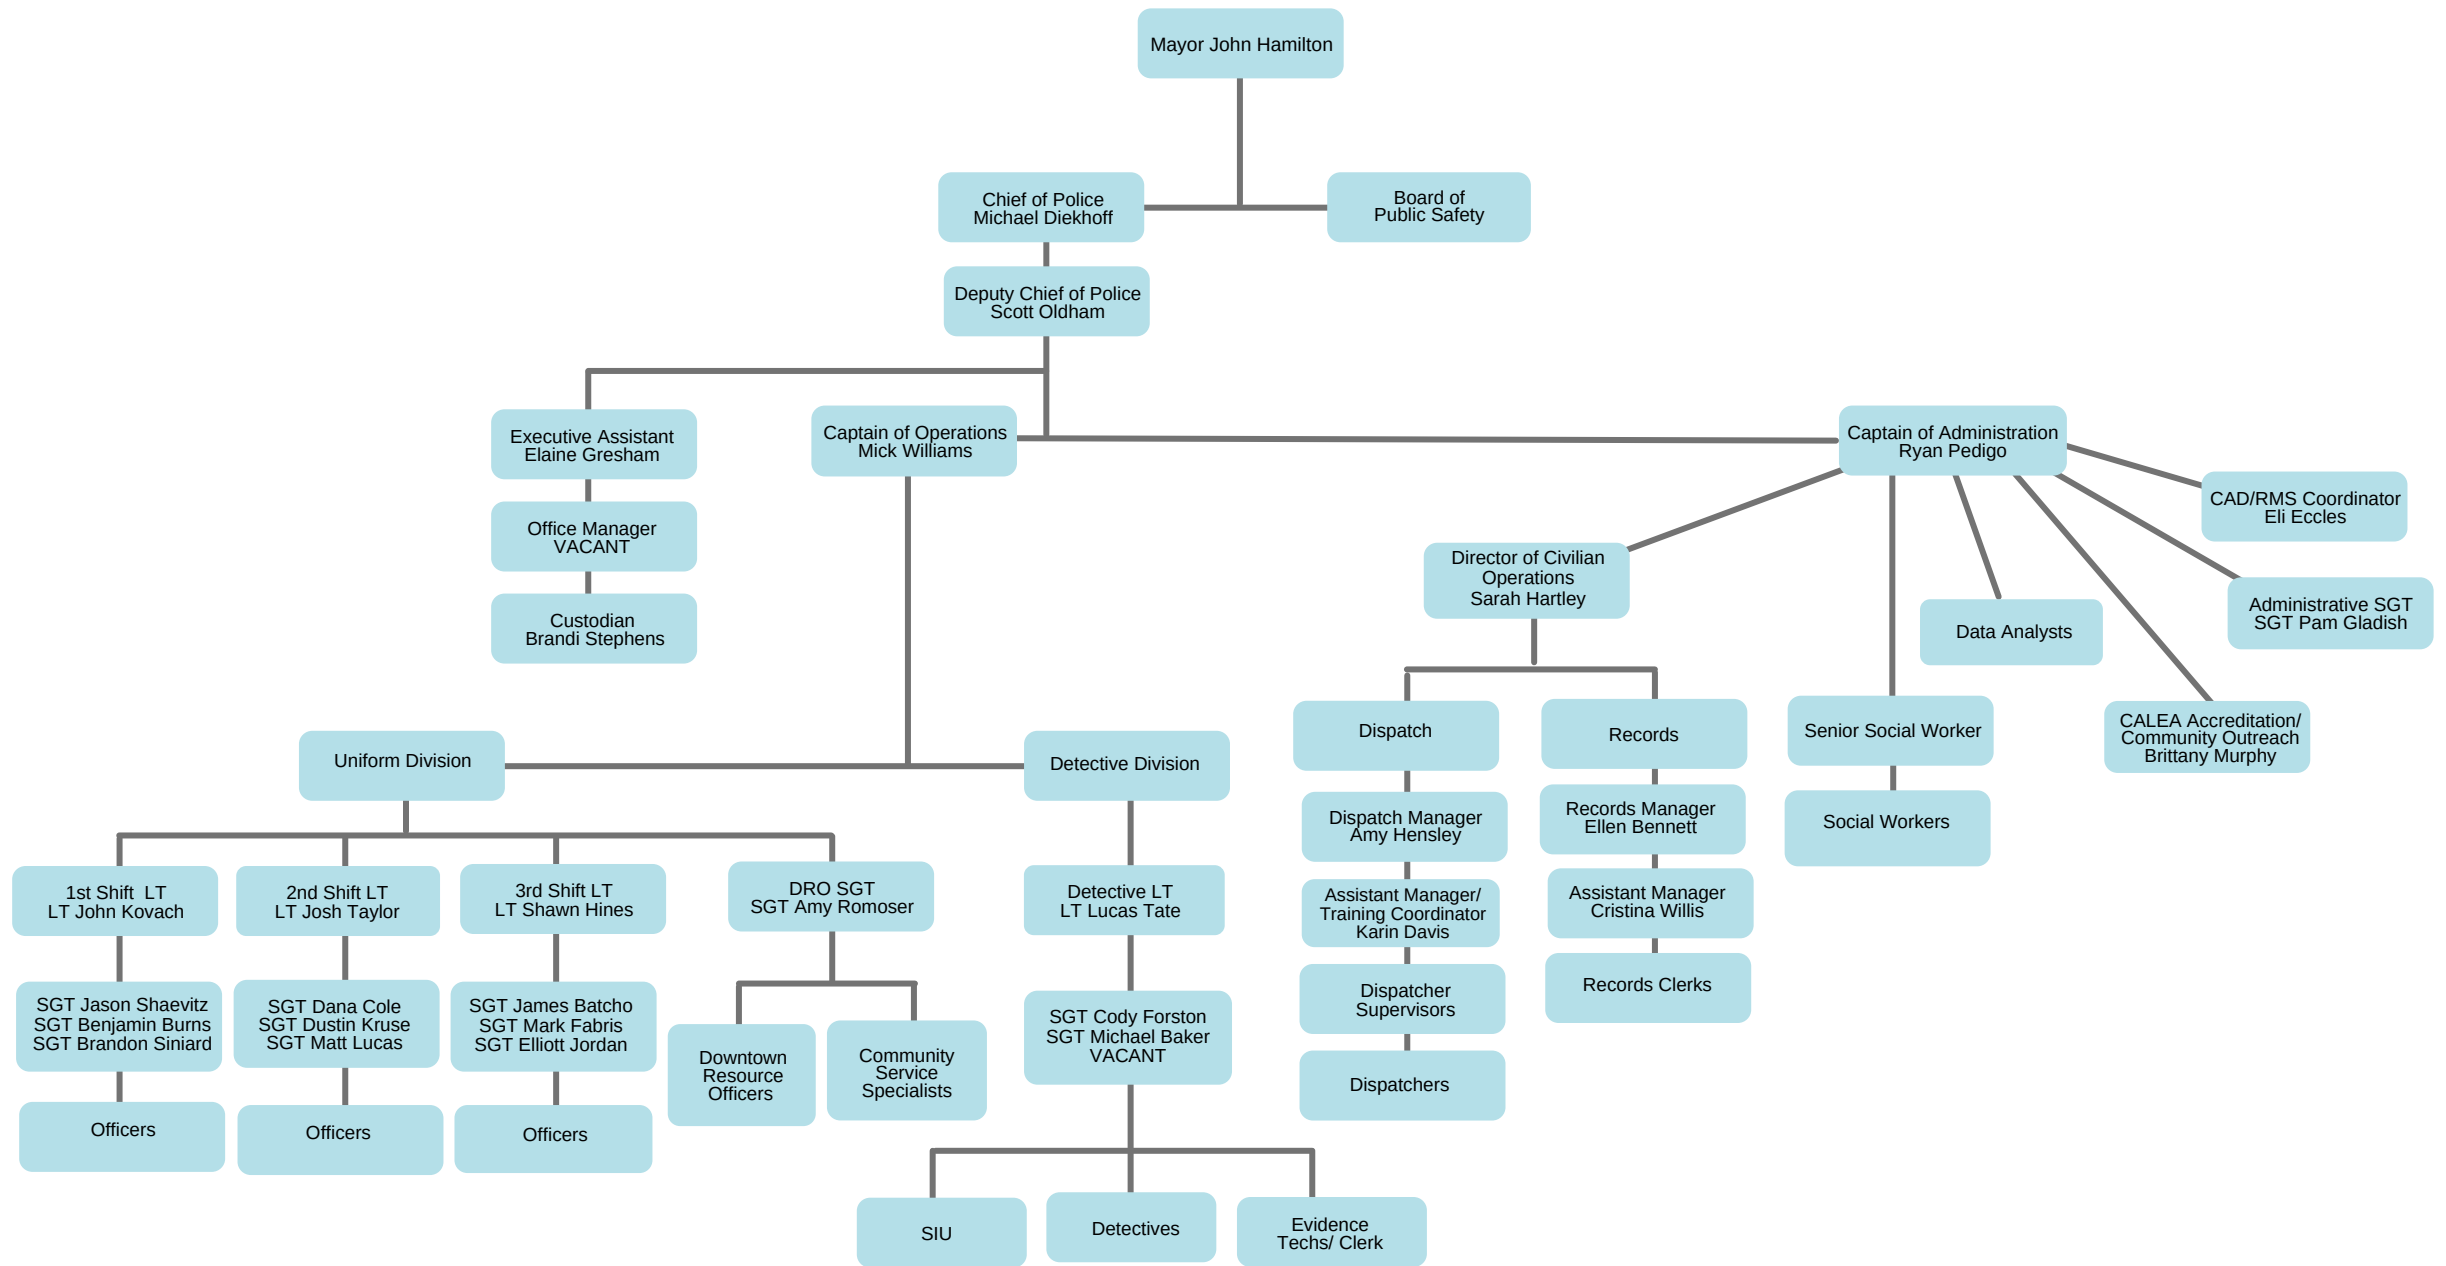 Mayor John Hamilton
Chief of Police
Michael Diekhoff
Board of
Public Safety
Deputy Chief of Police
Scott Oldham
Executive Assistant
Elaine Gresham
Captain of Operations
Mick Williams
Captain of Administration
Ryan Pedigo
CAD/RMS Coordinator
Eli Eccles
Office Manager
VACANT
Director of Civilian
Operations
Sarah Hartley
Administrative SGT
SGT Pam Gladish
Custodian
Brandi Stephens
Data Analysts
Uniform Division
Detective Division
Dispatch
Records
Senior Social Worker
CALEA Accreditation/
Community Outreach
Brittany Murphy
Dispatch Manager
Amy Hensley
Records Manager
Ellen Bennett
Social Workers
1st Shift  LT
LT John Kovach
2nd Shift LT
LT Josh Taylor
3rd Shift LT
LT Shawn Hines
DRO SGT
SGT Amy Romoser
Detective LT
LT Lucas Tate
Assistant Manager/
Training Coordinator
Karin Davis
Assistant Manager
Cristina Willis
SGT Jason Shaevitz
SGT Benjamin Burns
SGT Brandon Siniard
SGT Dana Cole
SGT Dustin Kruse
SGT Matt Lucas
SGT James Batcho
SGT Mark Fabris
SGT Elliott Jordan
Downtown
Resource
Officers
Community
Service
Specialists
SGT Cody Forston
SGT Michael Baker
VACANT
Dispatcher
Supervisors
Records Clerks
Dispatchers
Officers
Officers
Officers
SIU
Detectives
Evidence
Techs/ Clerk